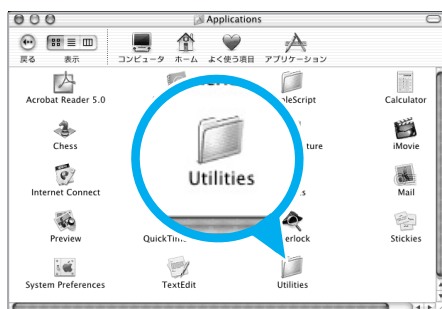 Applications
戻る 表示 コンピュータ ホーム よく使う項目 アプリケーション
Acrobat Reader 5.0 Calculator
Chess ture iMovie
Utilities
Internet Connect Mail
Preview QuickTim erlock Stickies
System Preferences TextEdit Utilities